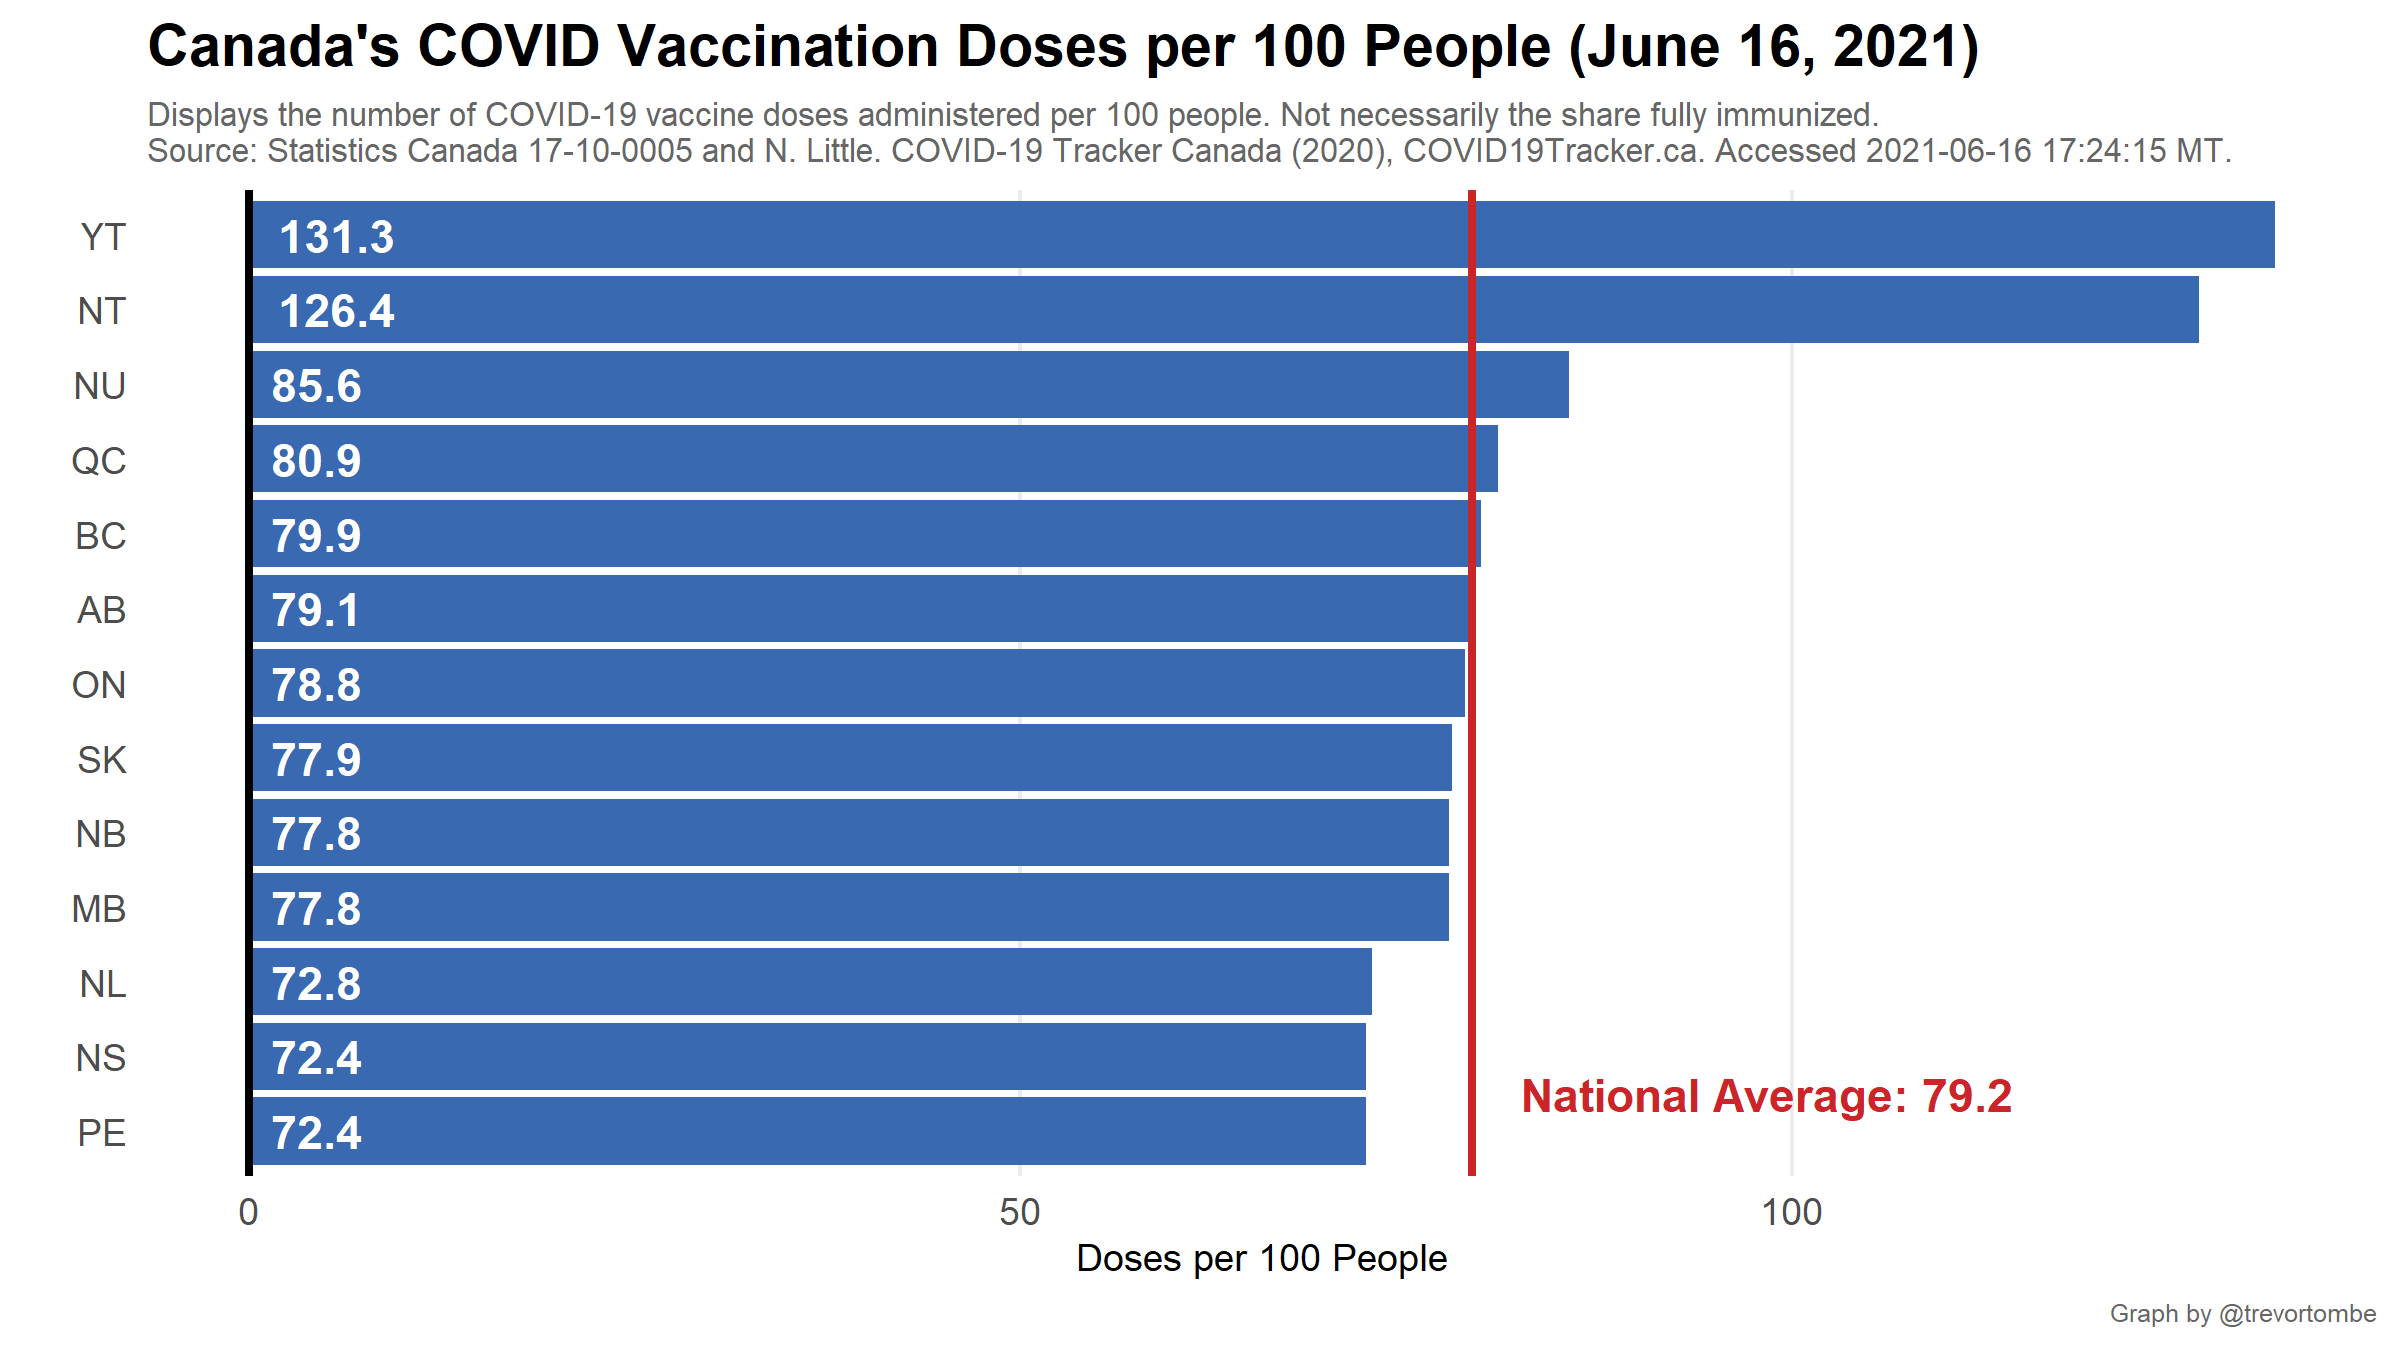 Canada's COVID Vaccination Doses per 100 People (June 16, 2021)
Displays the number of COVID-19 vaccine doses administered per 100 people. Not necessarily the share fully immunized.
Source: Statistics Canada 17-10-0005 and N. Little. COVID-19 Tracker Canada (2020), COVID19Tracker.ca. Accessed 2021-06-16 17:24:15 MT.
YT 131.3
NT 126.4
NU 85.6
QC 80.9
BC 79.9
AB 79.1
ON 78.8
SK 77.9
NB 77.8
MB 77.8
NL 72.8
NS 72.4
National Average: 79.2
PE 72.4
0 50 100
Doses per 100 People
Graph by @trevortombe